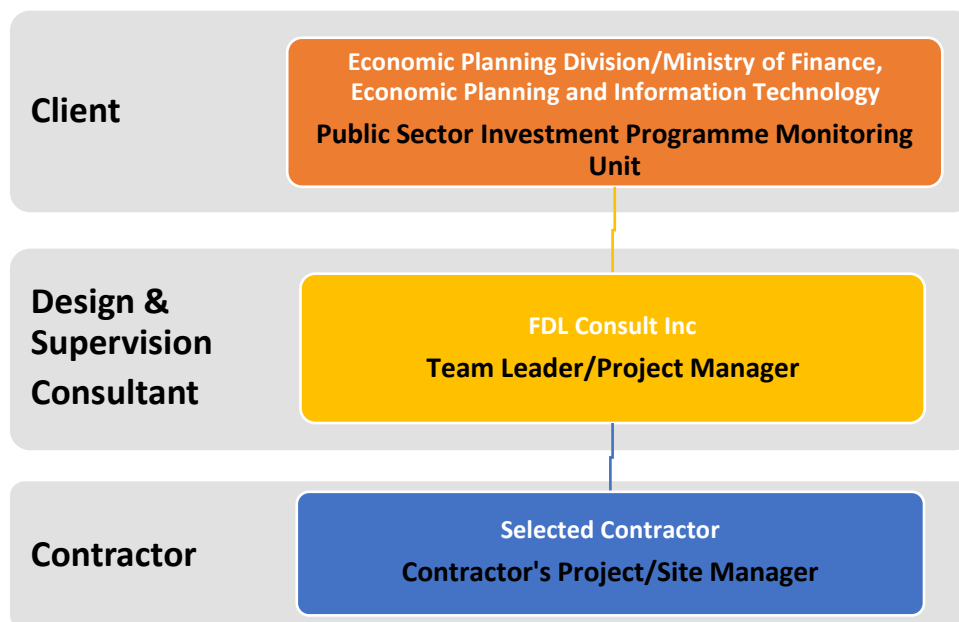 Client
Economic Planning Division/Ministry of Finance,
Economic Planning and Information Technology
Public Sector Investment Programme Monitoring
Unit
Design &
Supervision
Consultant
FDL Consult Inc
Team Leader/Project Manager
Contractor
Selected Contractor
Contractor's Project/Site Manager